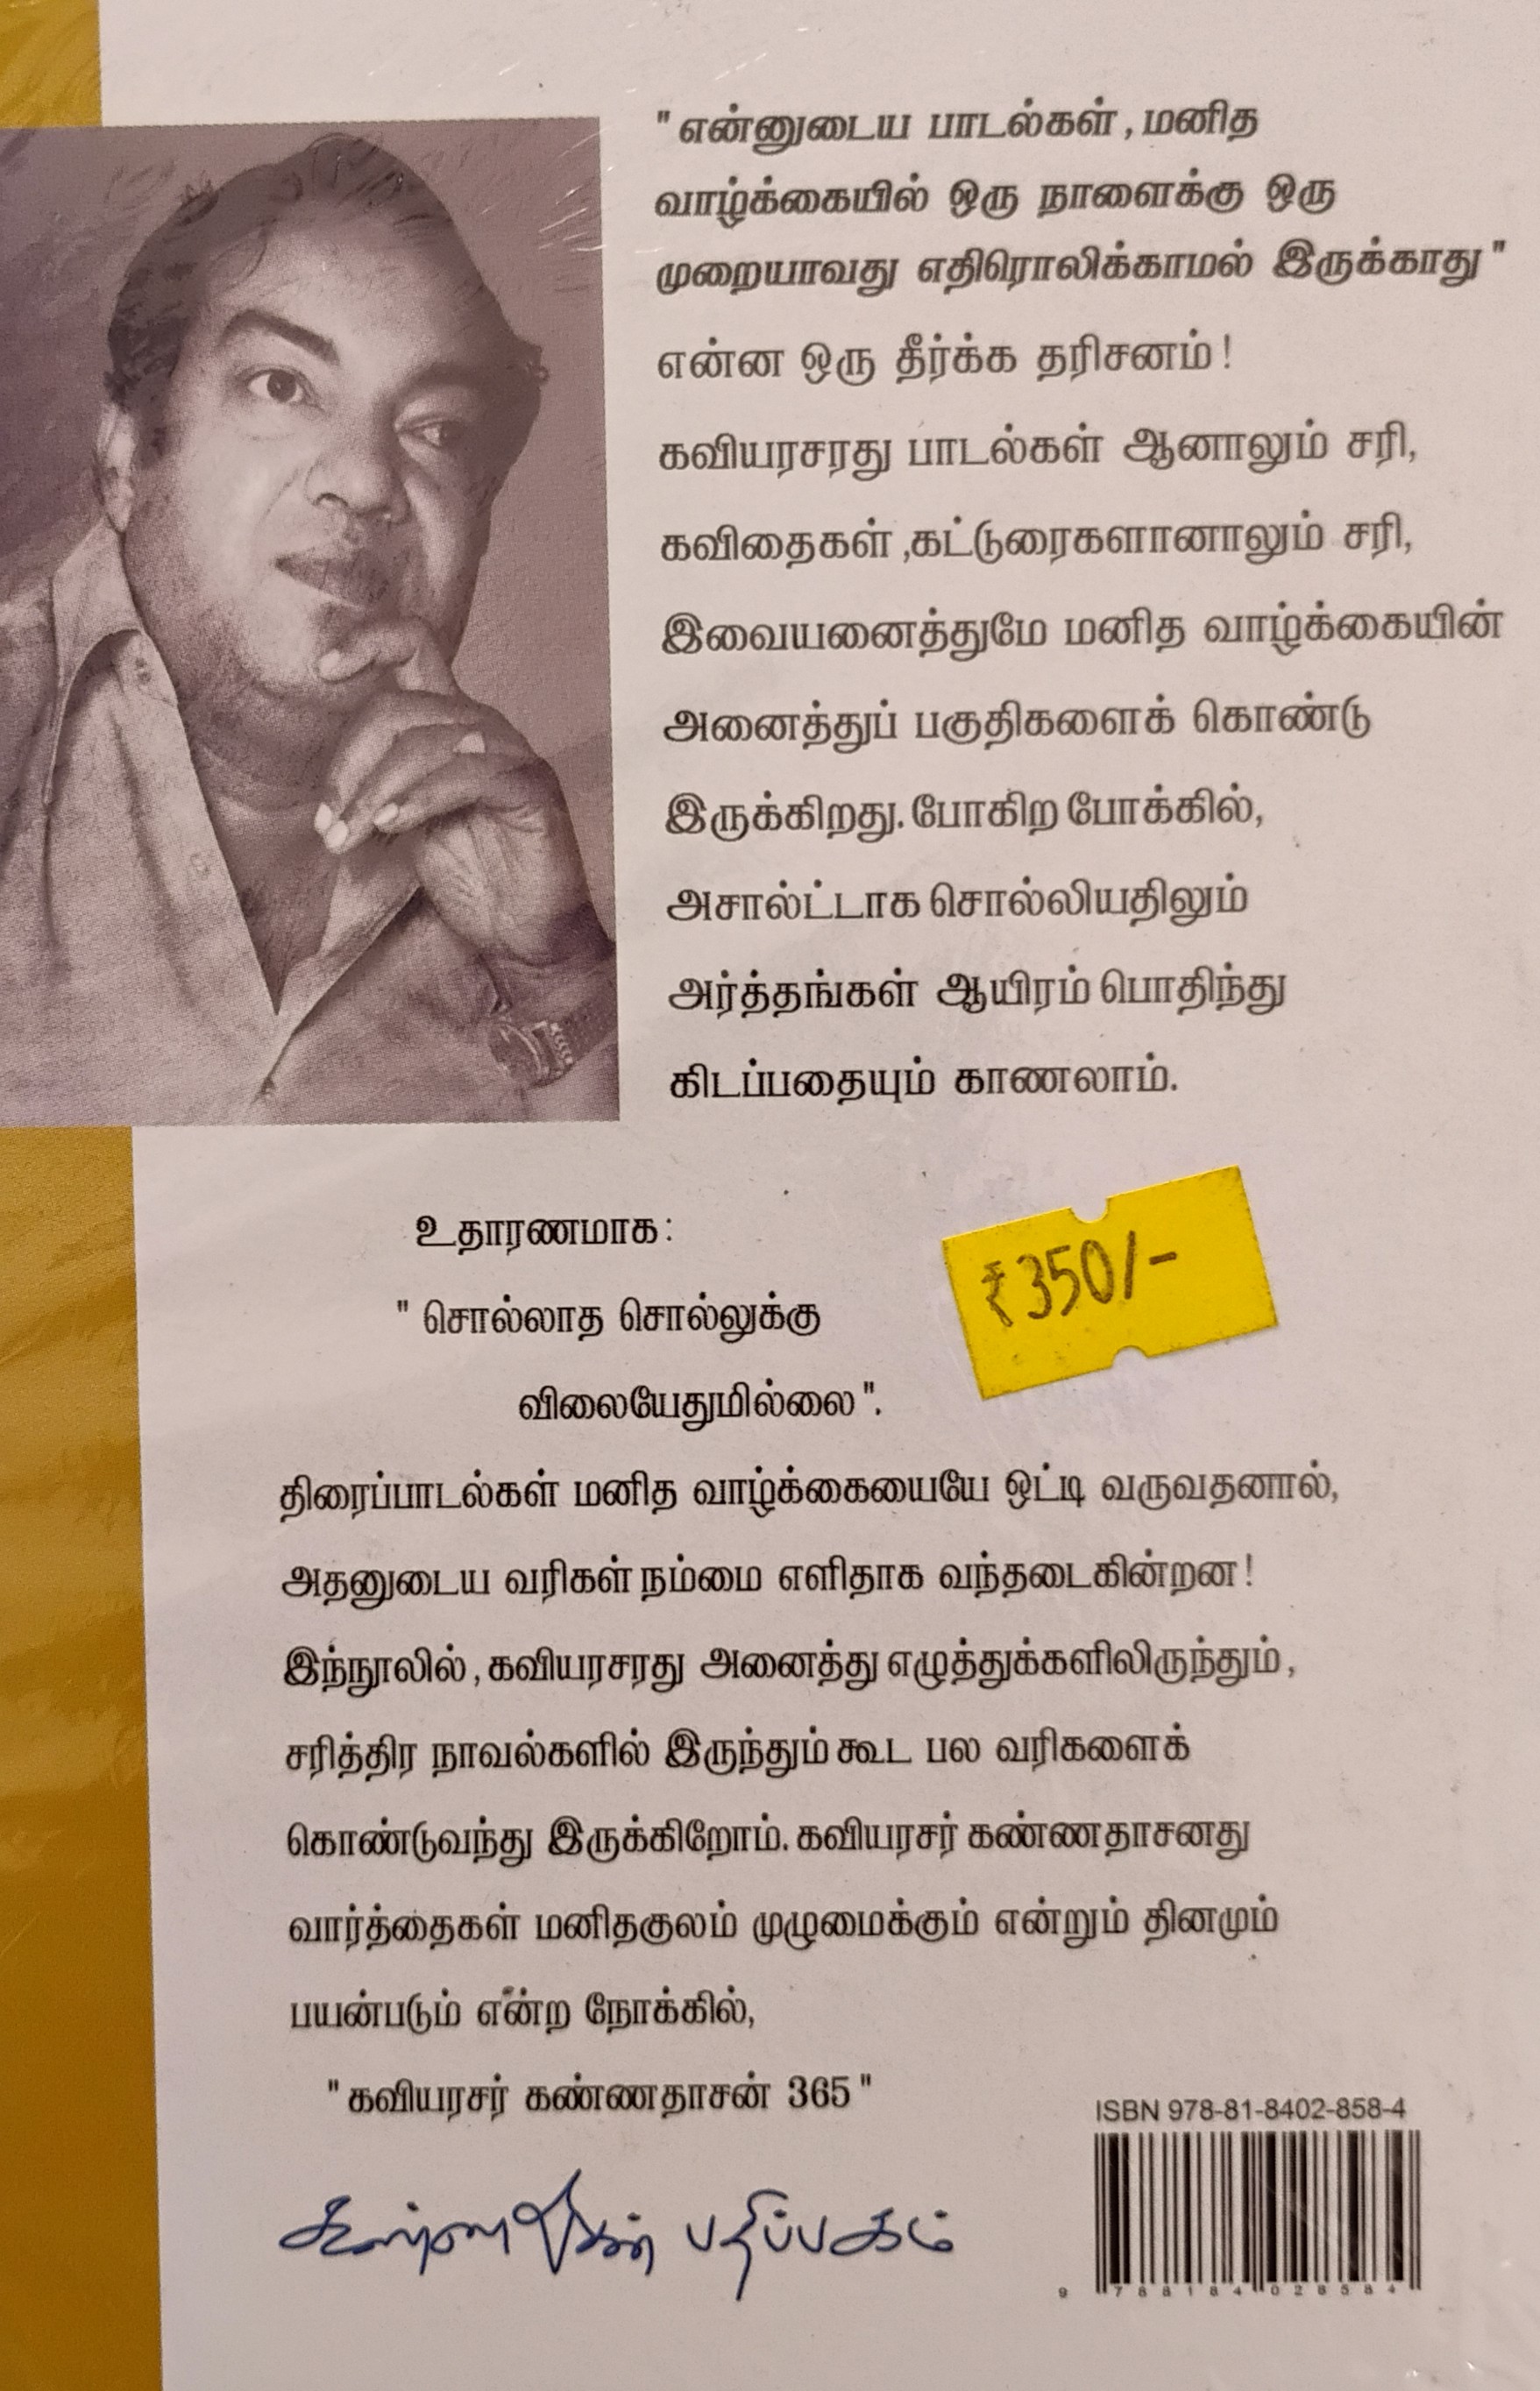 " என்னுடைய பாடல்கள் , மனித
வாழ்க்கையில் ஒரு நாளைக்கு ஒரு
முறையாவது எதிரொலிக்காமல் இருக்காது "
என்ன ஒரு தீர்க்க தரிசனம் !
கவியரசரது பாடல்கள் ஆனாலும் சரி,
கவிதைகள் ,கட்டுரைகளானாலும் சரி,
இவையனைத்துமே மனித வாழ்க்கையின்
அனைத்துப் பகுதிகளைக் கொண்டு
இருக்கிறது. போகிற போக்கில்,
அசால்ட்டாக சொல்லியதிலும்
அர்த்தங்கள் ஆயிரம் பொதிந்து
கிடப்பதையும் காணலாம்.
உதாரணமாக :
" சொல்லாத சொல்லுக்கு
விலையேதுமில்லை ".
₹350/-
திரைப்பாடல்கள் மனித வாழ்க்கையையே ஒட்டி வருவதனால்,
அதனுடைய வரிகள் நம்மை எளிதாக வந்தடைகின்றன !
இந்நூலில் , கவியரசரது அனைத்து எழுத்துக்களிலிருந்தும் ,
சரித்திர நாவல்களில் இருந்தும் கூட பல வரிகளைக்
கொண்டுவந்து இருக்கிறோம். கவியரசர் கண்ணதாசனது
வார்த்தைகள் மனிதகுலம் முழுமைக்கும் என்றும் தினமும்
பயன்படும் என்ற நோக்கில்,
" கவியரசர் கண்ணதாசன் 365 "
கண்ணதாசன் பதிப்பகம்
ISBN 978-81-8402-858-4
9 788184 028584